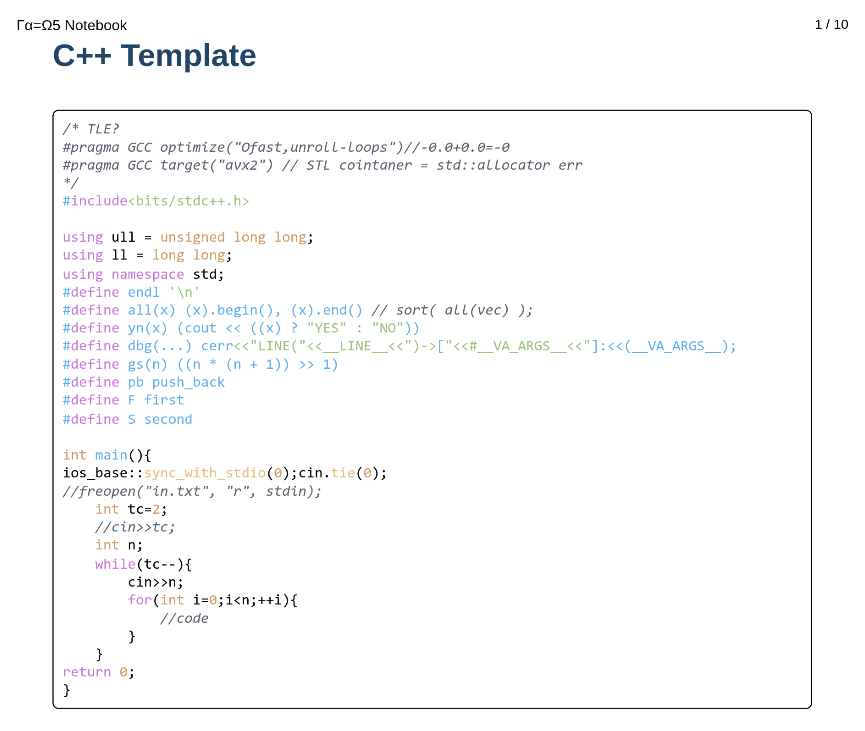 Γα=Ω5 Notebook
1 / 10
C++ Template
/* TLE?
#pragma GCC optimize("Ofast,unroll-loops")//-0.0+0.0=-0
#pragma GCC target("avx2") // STL cointaner = std::allocator err
*/
#include<bits/stdc++.h>

using ull = unsigned long long;
using ll = long long;
using namespace std;
#define endl '\n'
#define all(x) (x).begin(), (x).end() // sort( all(vec) );
#define yn(x) (cout << ((x) ? "YES" : "NO"))
#define dbg(...) cerr<<"LINE("<<__LINE__<<")->["<<#__VA_ARGS__<<"]:<<(__VA_ARGS__);
#define gs(n) ((n * (n + 1)) >> 1)
#define pb push_back
#define F first
#define S second

int main(){
ios_base::sync_with_stdio(0);cin.tie(0);
//freopen("in.txt", "r", stdin);
    int tc=2;
    //cin>>tc;
    int n;
    while(tc--){
        cin>>n;
        for(int i=0;i<n;++i){
            //code
        }
    }
return 0;
}